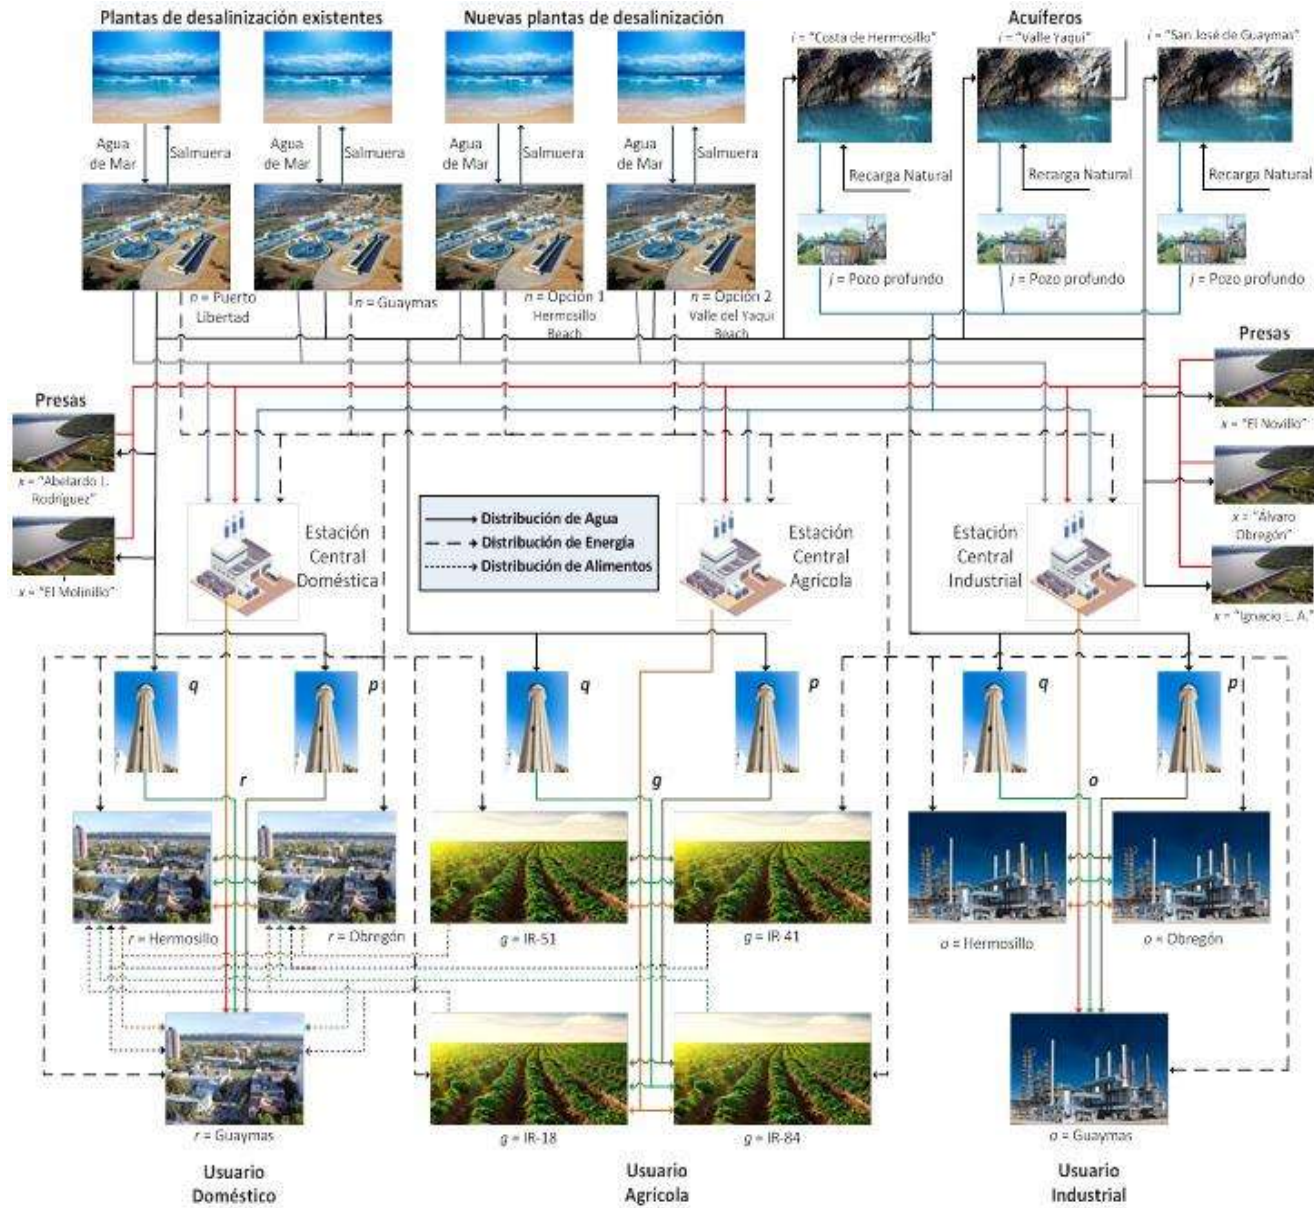 Plantas de desalinización existentes
Nuevas plantas de desalinización
Acuíferos
i = "Costa de Hermosillo"
i = "Valle Yaqui"
i = "San José de Guaymas"
Agua
de Mar
Salmuera
Agua
de Mar
Salmuera
Agua
de Mar
Salmuera
Agua
de Mar
Salmuera
Recarga Natural
Recarga Natural
Recarga Natural
j = Pozo profundo
j = Pozo profundo
j = Pozo profundo
n = Puerto
Libertad
n = Guaymas
n = Opción 1
Hermosillo
Beach
n = Opción 2
Valle del Yaqui
Beach
Presas
x = "Abelardo L.
Rodríguez"
x = "El Molinillo"
Presas
x = "El Novillo"
x = "Álvaro
Obregón"
x = "Ignacio L. A."
Estación
Central
Doméstica
Distribución de Agua
Distribución de Energía
Distribución de Alimentos
Estación
Central
Agrícola
Estación
Central
Industrial
q
p
q
p
q
p
r
g
o
r = Hermosillo
r = Obregón
g = IR-51
g = IR-41
o = Hermosillo
o = Obregón
r = Guaymas
g = IR-18
g = IR-84
o = Guaymas
Usuario
Doméstico
Usuario
Agrícola
Usuario
Industrial